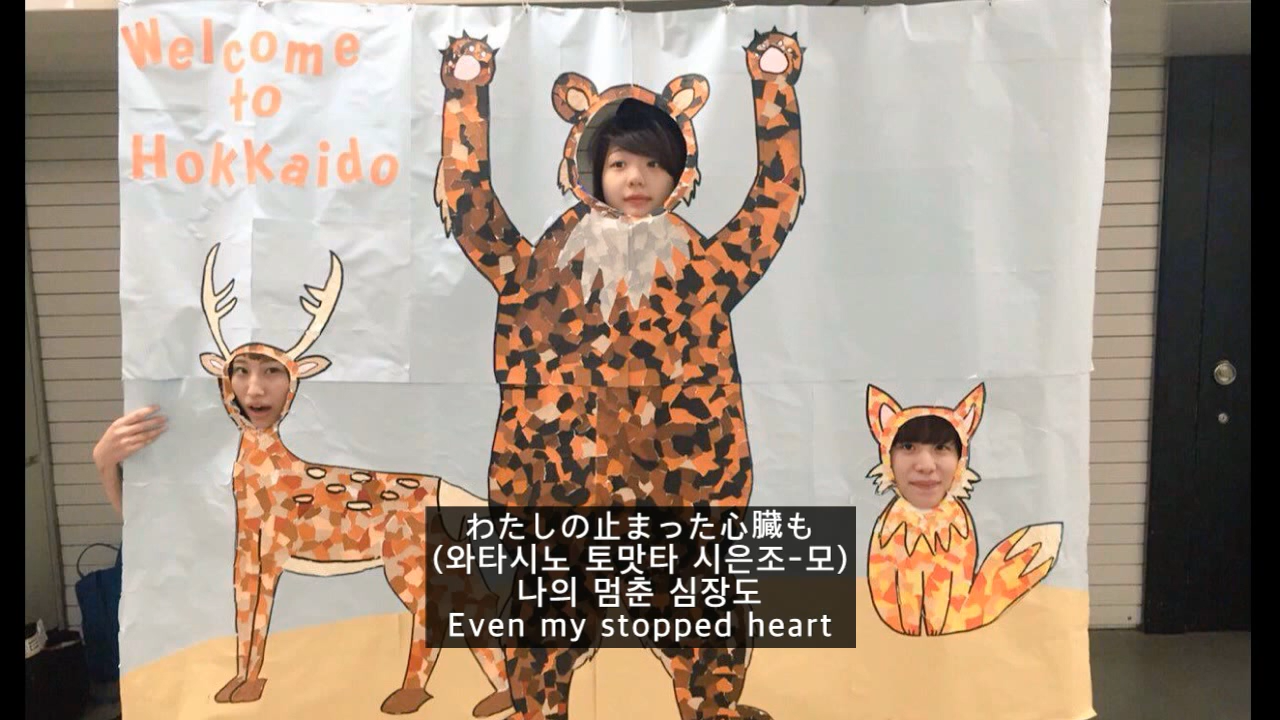 Welcome
to
Hokkaido
わたしの止まった心臓も
(와타시노 토맛타 시은조-모)
나의 멈춘 심장도
Even my stopped heart